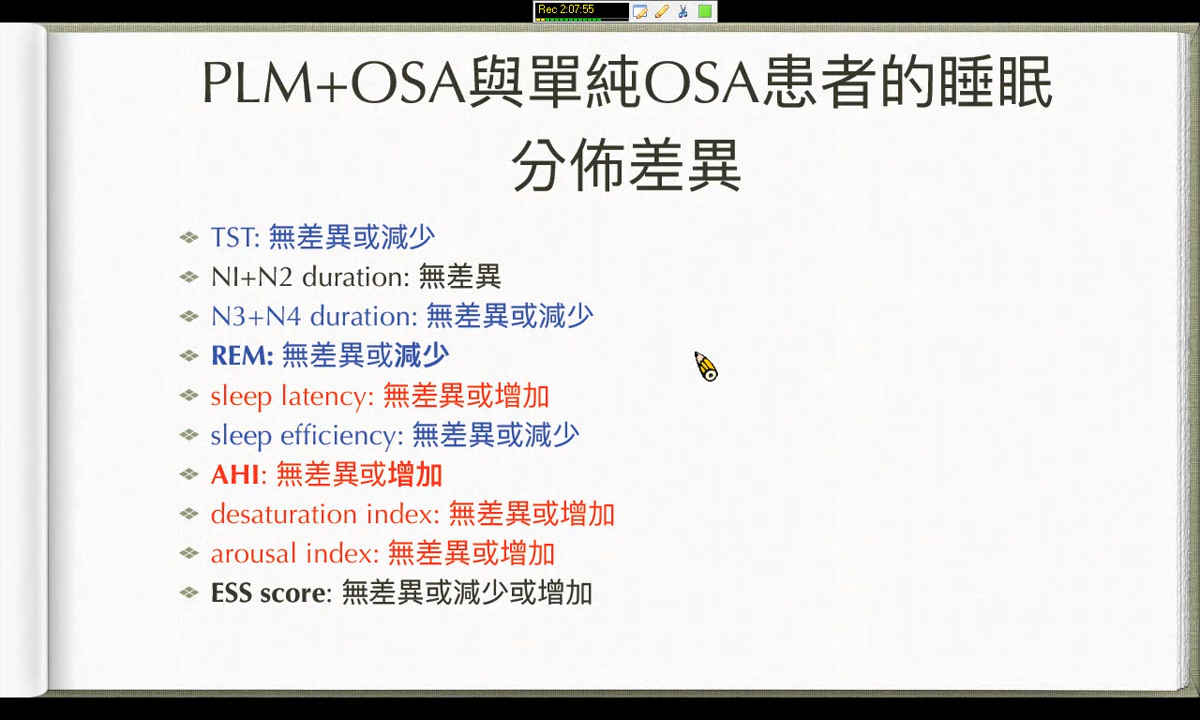 Rec 2:07:55
PLM+OSA與單純OSA患者的睡眠
分佈差異
TST: 無差異或減少
N1+N2 duration: 無差異
N3+N4 duration: 無差異或減少
REM: 無差異或減少
sleep latency: 無差異或增加
sleep efficiency: 無差異或減少
AHI: 無差異或增加
desaturation index: 無差異或增加
arousal index: 無差異或增加
ESS score: 無差異或減少或增加